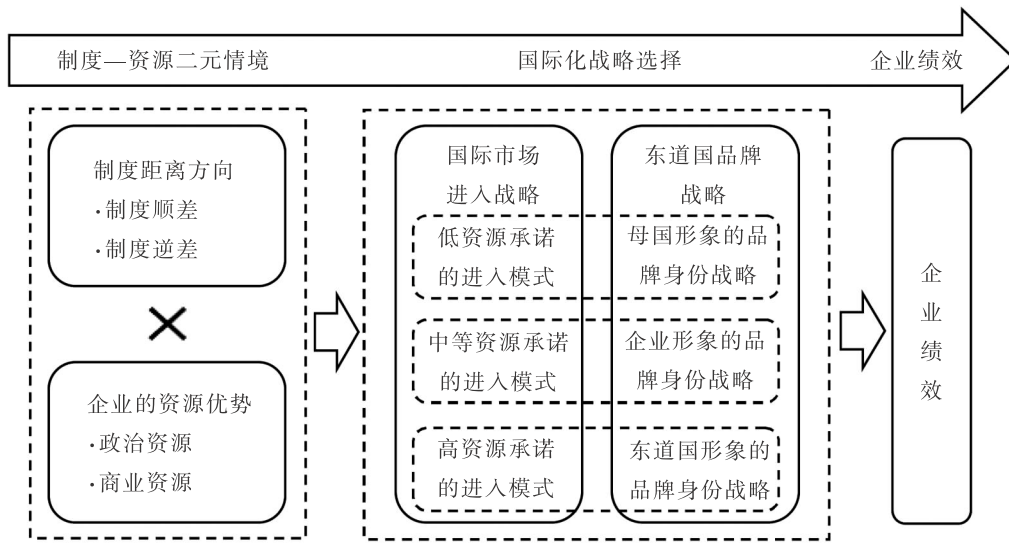 制度—资源二元情境
国际化战略选择
企业绩效
制度距离方向
·制度顺差
·制度逆差
×
企业的资源优势
·政治资源
·商业资源
国际市场
进入战略
东道国品牌
战略
低资源承诺
的进入模式
母国形象的品
牌身份战略
中等资源承诺
的进入模式
企业形象的品
牌身份战略
高资源承诺
的进入模式
东道国形象的
品牌身份战略
企
业
绩
效